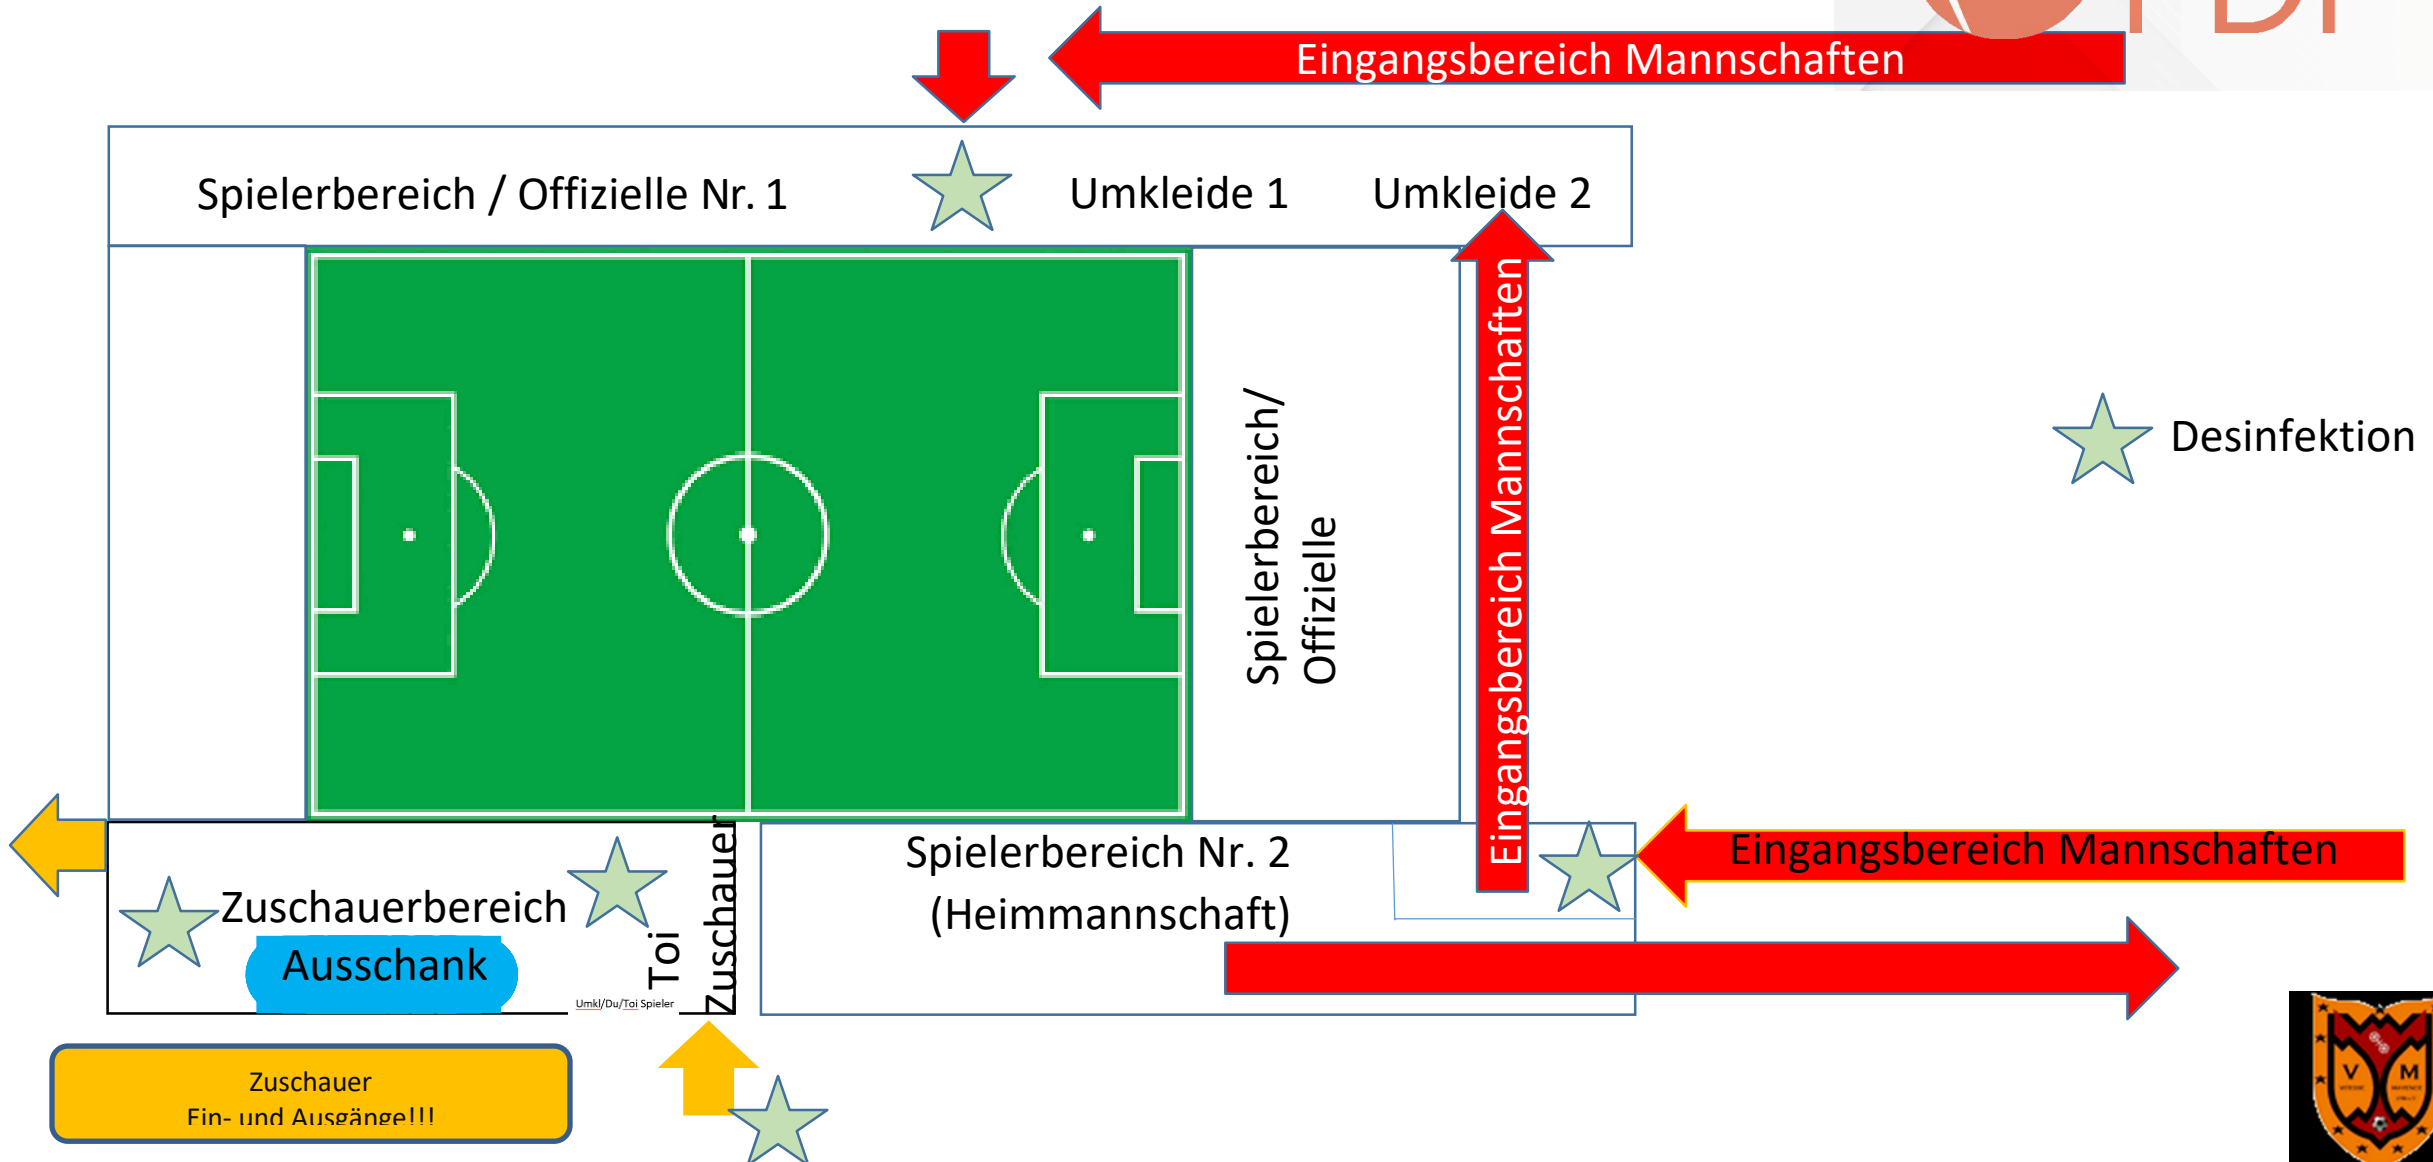 PDF
Eingangsbereich Mannschaften
Spielerbereich / Offizielle Nr. 1
Umkleide 1
Umkleide 2
Spielerbereich/
Offizielle
Eingangsbereich Mannschaften
Desinfektion
Eingangsbereich Mannschaften
Spielerbereich Nr. 2
(Heimmannschaft)
Zuschauerbereich
Ausschank
Toi
Zuschauer
Umkl/Du/Toi Spieler
Zuschauer
Ein- und Ausgänge!!!
V M